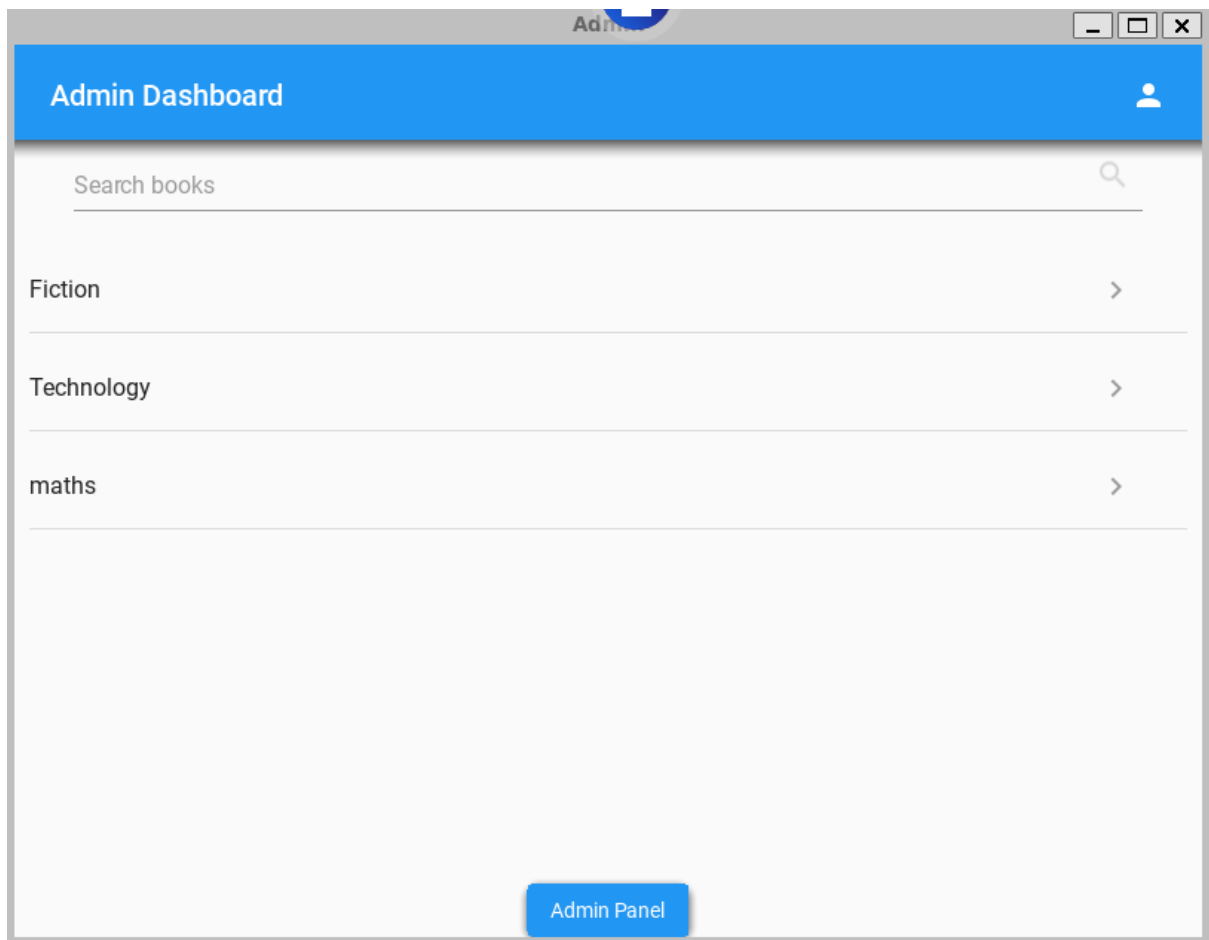 Admin Dashboard
Search books
Fiction
Technology
maths
Admin Panel